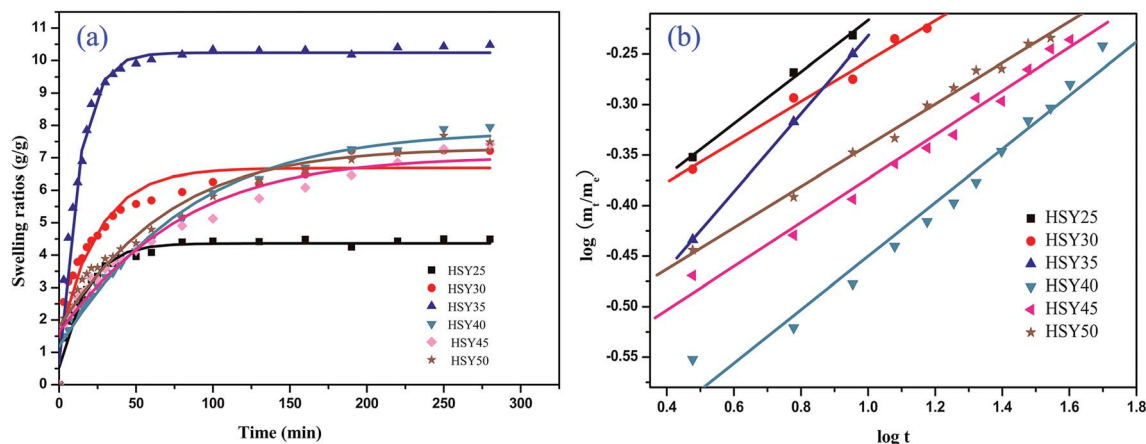 (a)
Swelling ratios (g/g)
11
10
9
8
7
6
5
4
3
2
1
0
0 50 100 150 200 250 300
Time (min)
HSY25
HSY30
HSY35
HSY40
HSY45
HSY50
(b)
log (mt/me)
-0.25
-0.30
-0.35
-0.40
-0.45
-0.50
-0.55
0.4 0.6 0.8 1.0 1.2 1.4 1.6 1.8
log t
HSY25
HSY30
HSY35
HSY40
HSY45
HSY50